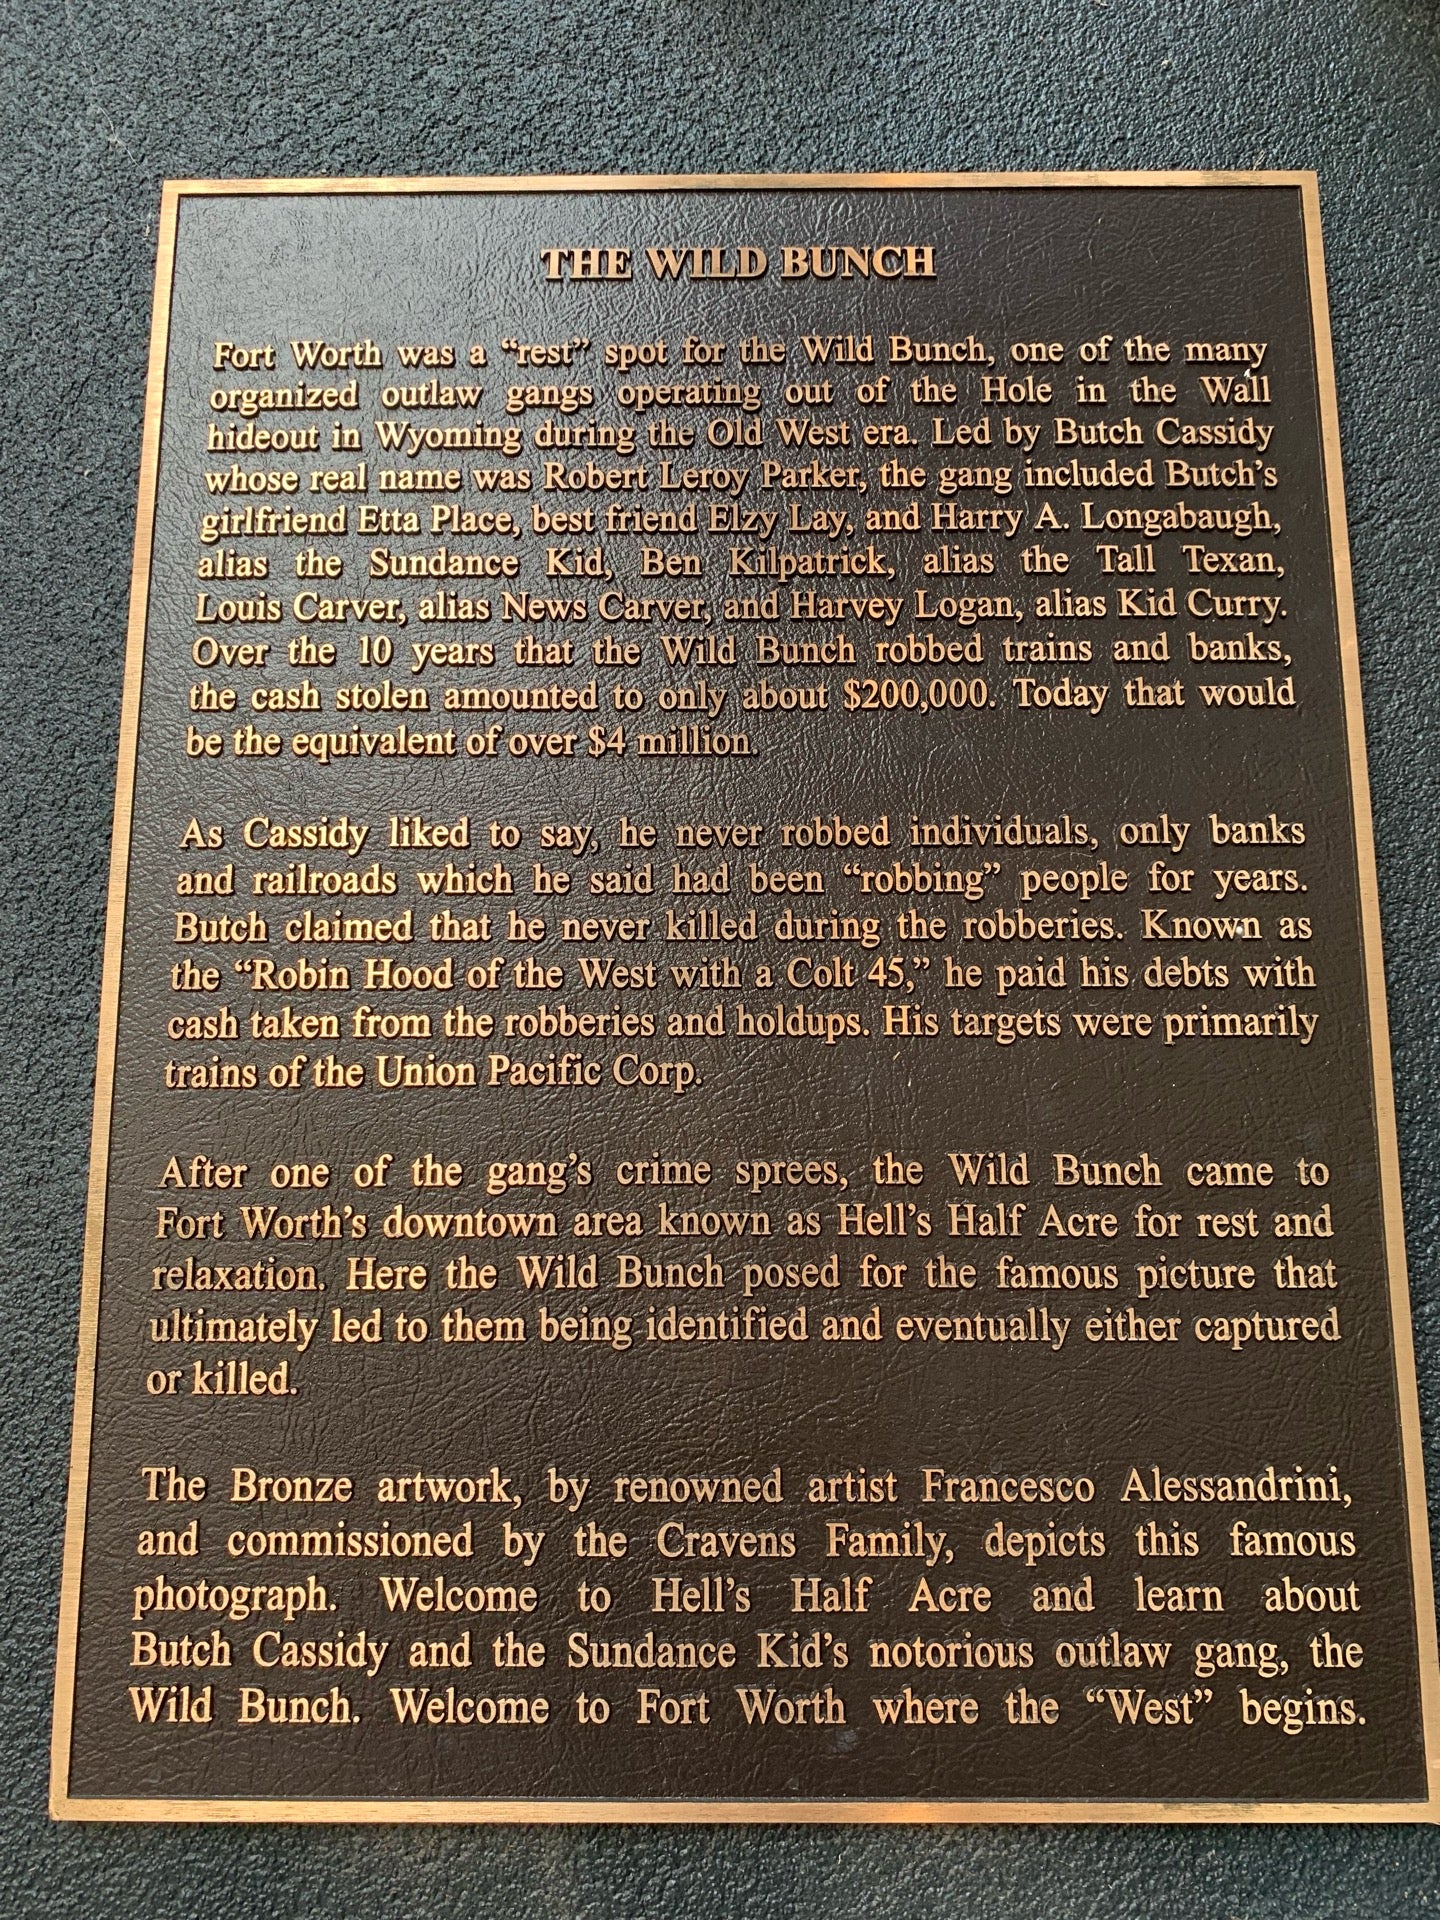 THE WILD BUNCH
Fort Worth was a “rest” spot for the Wild Bunch, one of the many
organized outlaw gangs operating out of the Hole in the Wall
hideout in Wyoming during the Old West era. Led by Butch Cassidy
whose real name was Robert Leroy Parker, the gang included Butch’s
girlfriend Etta Place, best friend Elzy Lay, and Harry A. Longabaugh,
alias the Sundance Kid, Ben Kilpatrick, alias the Tall Texan,
Louis Carver, alias News Carver, and Harvey Logan, alias Kid Curry.
Over the 10 years that the Wild Bunch robbed trains and banks,
the cash stolen amounted to only about $200,000. Today that would
be the equivalent of over $4 million.
As Cassidy liked to say, he never robbed individuals, only banks
and railroads which he said had been “robbing” people for years.
Butch claimed that he never killed during the robberies. Known as
the “Robin Hood of the West with a Colt 45,” he paid his debts with
cash taken from the robberies and holdups. His targets were primarily
trains of the Union Pacific Corp.
After one of the gang’s crime sprees, the Wild Bunch came to
Fort Worth’s downtown area known as Hell’s Half Acre for rest and
relaxation. Here the Wild Bunch posed for the famous picture that
ultimately led to them being identified and eventually either captured
or killed.
The Bronze artwork, by renowned artist Francesco Alessandrini,
and commissioned by the Cravens Family, depicts this famous
photograph. Welcome to Hell’s Half Acre and learn about
Butch Cassidy and the Sundance Kid’s notorious outlaw gang, the
Wild Bunch. Welcome to Fort Worth where the “West” begins.